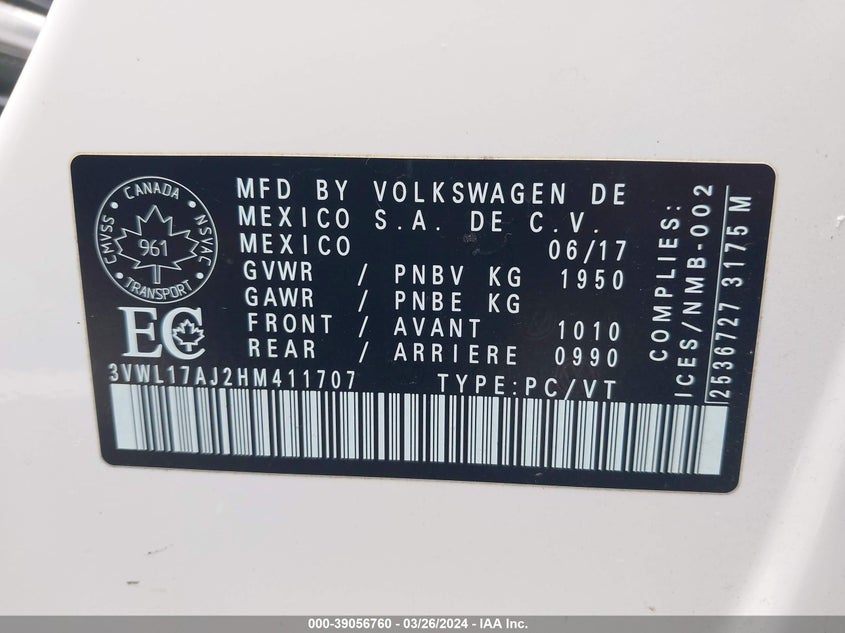 CANADA
CMVSS
NSVAC
961
TRANSPORT
EC
MFD BY VOLKSWAGEN DE
MEXICO S.A. DE C.V.
MEXICO 06/17
GVWR / PNBV KG 1950
GAWR / PNBE KG
FRONT / AVANT 1010
REAR / ARRIERE 0990
3VWL17AJ2HM411707 TYPE:PC/VT
COMPLIES:
ICES/NMB-002
2536727 3175 M
000-39056760 - 03/26/2024 - IAA Inc.